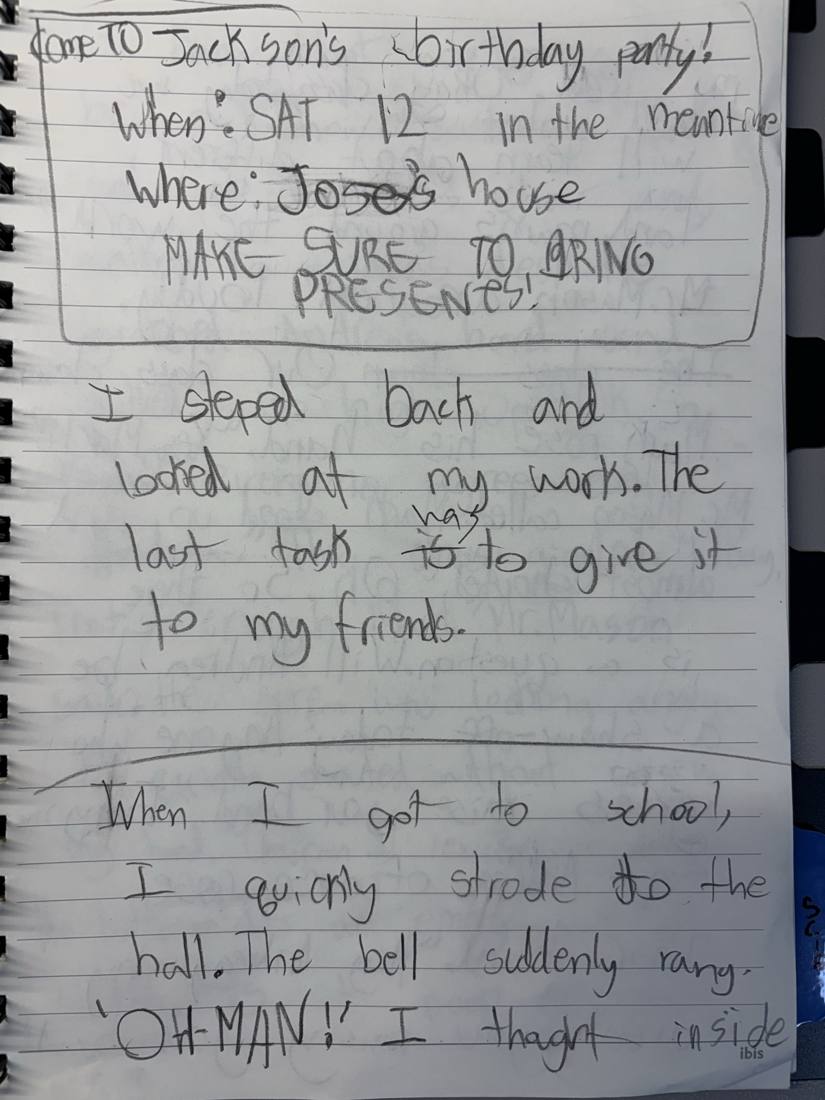 Come TO Jackson's birthday party!
When: SAT 12 in the meantime
Where: Jose's house
MAKE SURE TO BRING
PRESENTS!
I steped back and
looked at my work. The
has
last task is to give it
to my friends.
When I got to school,
I quickly strode to the
hall. The bell suddenly rang.
'OH-MAN!' I thaght inside
ibis